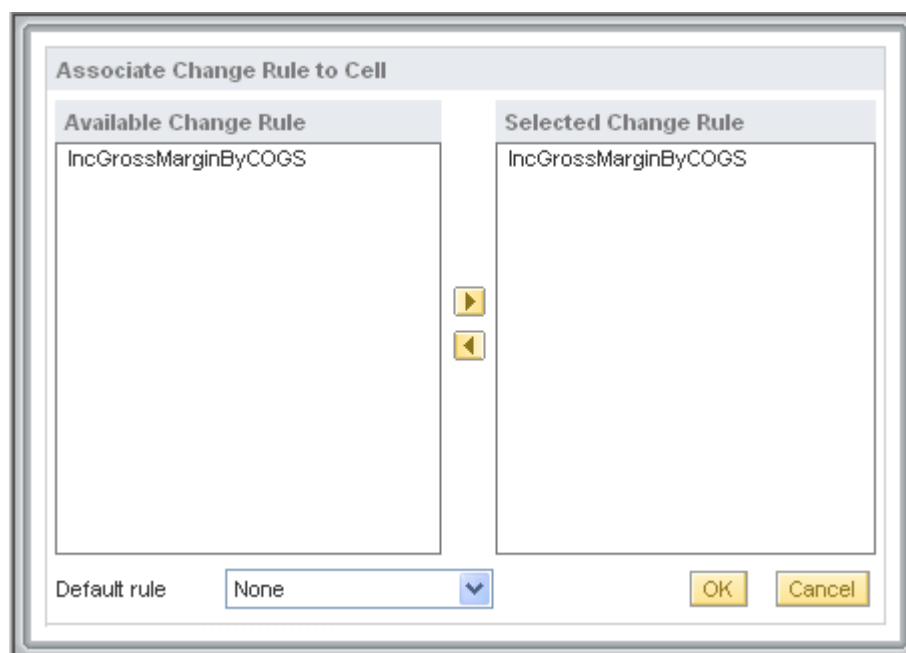 Associate Change Rule to Cell
Available Change Rule
IncGrossMarginByCOGS
Selected Change Rule
IncGrossMarginByCOGS
Default rule
None
OK
Cancel